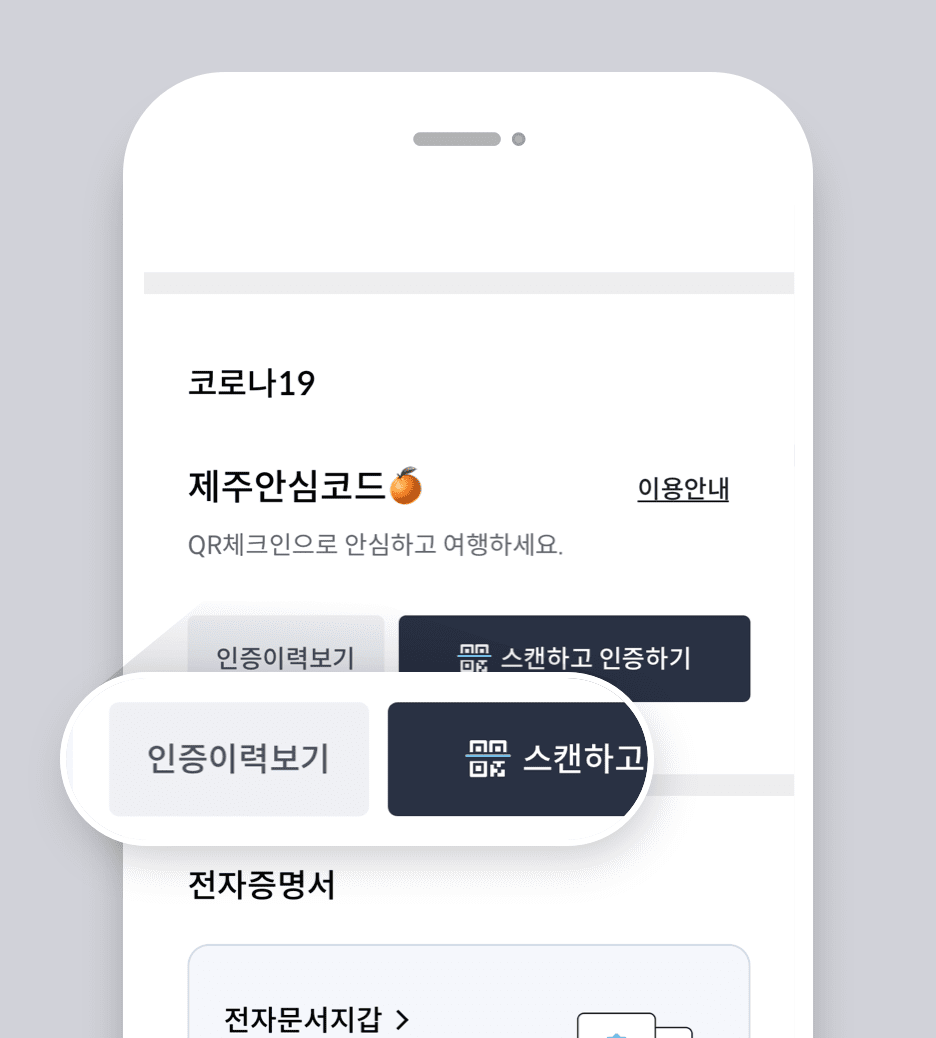 코로나19
제주안심코드🍊 이용안내
QR체크인으로 안심하고 여행하세요.
인증이력보기 스캔하고 인증하기
인증이력보기 스캔하고
전자증명서
전자문서지갑 >